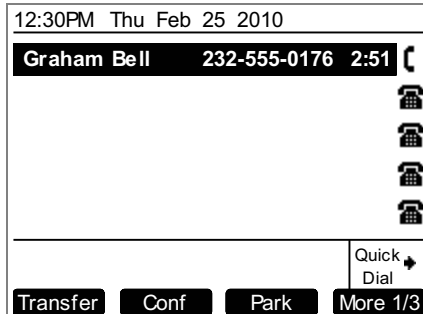 12:30PM Thu Feb 25 2010
Graham Bell 232-555-0176 2:51
Quick
Dial
Transfer Conf Park More 1/3